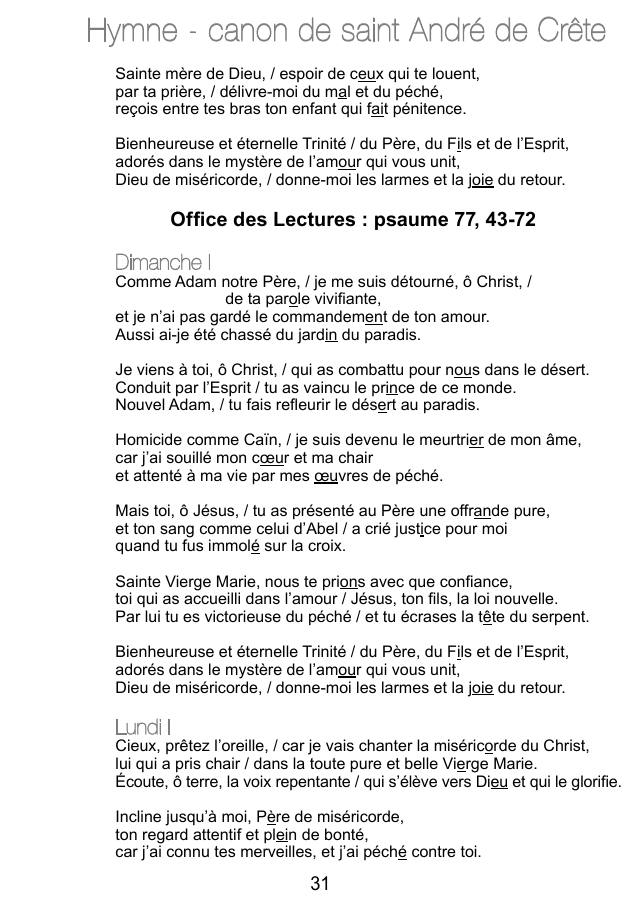 Hymne - canon de saint André de Crête
Sainte mère de Dieu, / espoir de ceux qui te louent,
par ta prière, / délivre-moi du mal et du péché,
reçois entre tes bras ton enfant qui fait pénitence.
Bienheureuse et éternelle Trinité / du Père, du Fils et de l’Esprit,
adorés dans le mystère de l’amour qui vous unit,
Dieu de miséricorde, / donne-moi les larmes et la joie du retour.
Office des Lectures : psaume 77, 43-72
Dimanche I
Comme Adam notre Père, / je me suis détourné, ô Christ, /
de ta parole vivifiante,
et je n’ai pas gardé le commandement de ton amour.
Aussi ai-je été chassé du jardin du paradis.
Je viens à toi, ô Christ, / qui as combattu pour nous dans le désert.
Conduit par l’Esprit / tu as vaincu le prince de ce monde.
Nouvel Adam, / tu fais refleurir le désert au paradis.
Homicide comme Caïn, / je suis devenu le meurtrier de mon âme,
car j’ai souillé mon cœur et ma chair
et attenté à ma vie par mes œuvres de péché.
Mais toi, ô Jésus, / tu as présenté au Père une offrande pure,
et ton sang comme celui d’Abel / a crié justice pour moi
quand tu fus immolé sur la croix.
Sainte Vierge Marie, nous te prions avec que confiance,
toi qui as accueilli dans l’amour / Jésus, ton fils, la loi nouvelle.
Par lui tu es victorieuse du péché / et tu écrases la tête du serpent.
Bienheureuse et éternelle Trinité / du Père, du Fils et de l’Esprit,
adorés dans le mystère de l’amour qui vous unit,
Dieu de miséricorde, / donne-moi les larmes et la joie du retour.
Lundi I
Cieux, prêtez l’oreille, / car je vais chanter la miséricorde du Christ,
lui qui a pris chair / dans la toute pure et belle Vierge Marie.
Écoute, ô terre, la voix repentante / qui s’élève vers Dieu et qui le glorifie.
Incline jusqu’à moi, Père de miséricorde,
ton regard attentif et plein de bonté,
car j’ai connu tes merveilles, et j’ai péché contre toi.
31